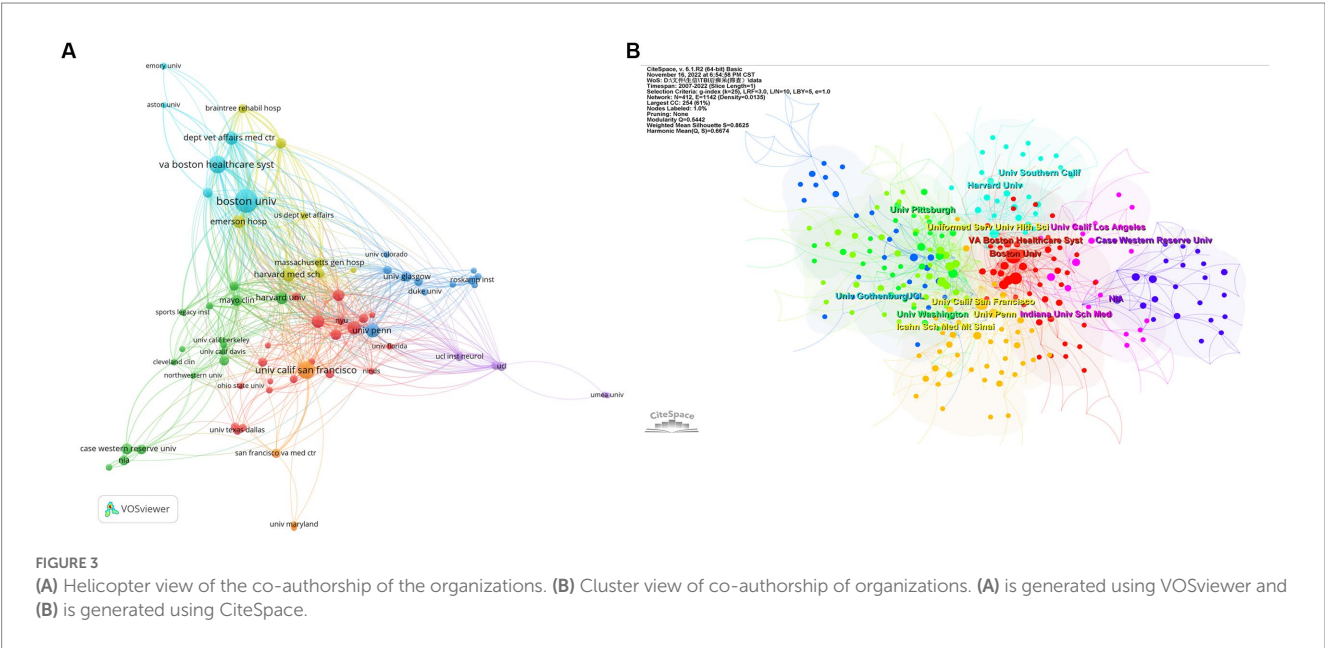 A
emory univ
aston univ
braintree rehabil hosp
dept vet affairs med ctr
va boston healthcare syst
boston univ
emerson hosp
us dept vet affairs
massachusetts gen hosp
univ colorado
harvard med sch
univ glasgow
roskamp inst
duke univ
mayo clin
harvard univ
sports legacy inst
nyu
univ penn
univ calif berkeley
univ florida
univ calif davis
ucl inst neurol
cleveland clin
ucl
univ calif san francisco
ninds
northwestern univ
ohio state univ
umea univ
univ texas dallas
case western reserve univ
san francisco va med ctr
nia
VOSviewer
univ maryland
B
CiteSpace, v. 6.1.R2 (64-bit) Basic
November 16, 2022 at 6:54:58 PM CST
Timespan: 2007-2022 (Slice Length=1)
Selection Criteria: g-index (k=25), LRF=3.0, L/N=10, LBY=5, e=1.0
Network: N=412, E=1142 (Density=0.0135)
Largest CC: 254 (61%)
Nodes Labeled: 1.0%
Pruning: None
Modularity Q=0.5442
Weighted Mean Silhouette S=0.8625
Harmonic Mean(Q, S)=0.6674
Univ Southern Calif
Harvard Univ
Univ Pittsburgh
Uniformed Serv Univ Hlth Sci
Univ Calif Los Angeles
VA Boston Healthcare Syst
Case Western Reserve Univ
Boston Univ
Univ Gothenburg
UCL
Univ Calif San Francisco
NIA
Univ Washington
Univ Penn
Indiana Univ Sch Med
Icahn Sch Med Mt Sinai
CiteSpace
FIGURE 3
(A) Helicopter view of the co-authorship of the organizations. (B) Cluster view of co-authorship of organizations. (A) is generated using VOSviewer and
(B) is generated using CiteSpace.